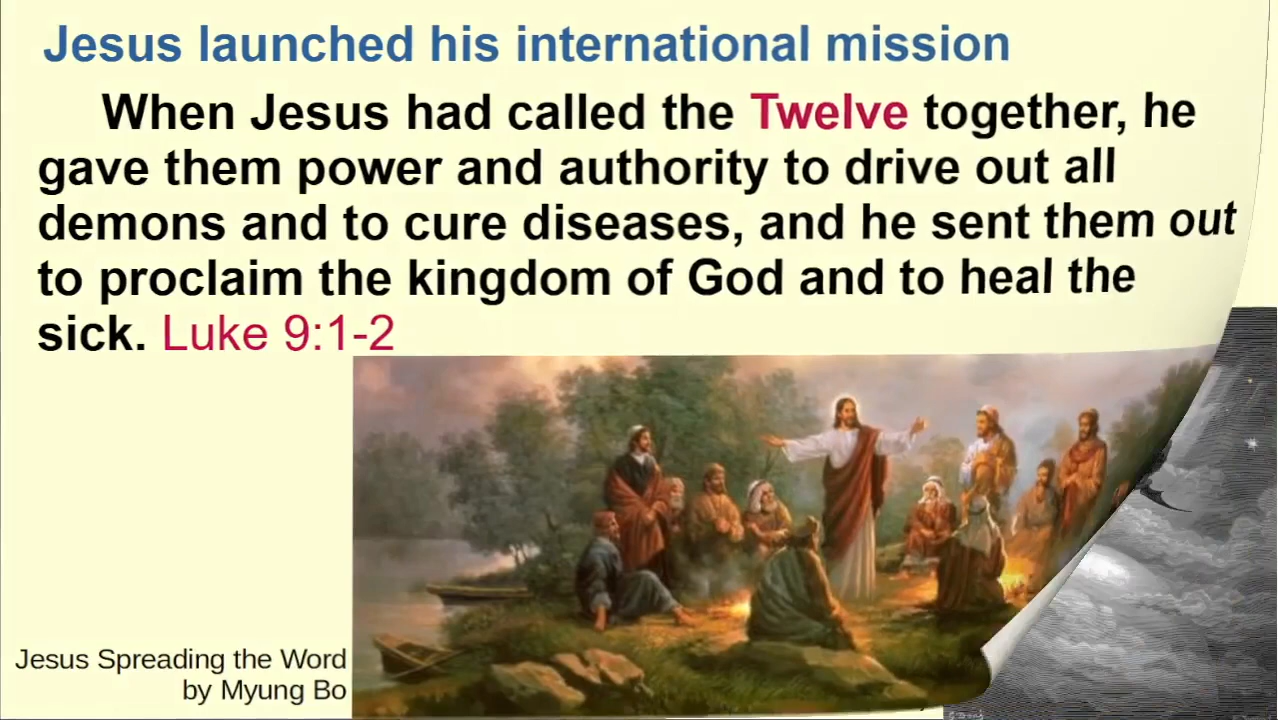 Jesus launched his international mission
When Jesus had called the Twelve together, he
gave them power and authority to drive out all
demons and to cure diseases, and he sent them out
to proclaim the kingdom of God and to heal the
sick. Luke 9:1-2
Jesus Spreading the Word
by Myung Bo